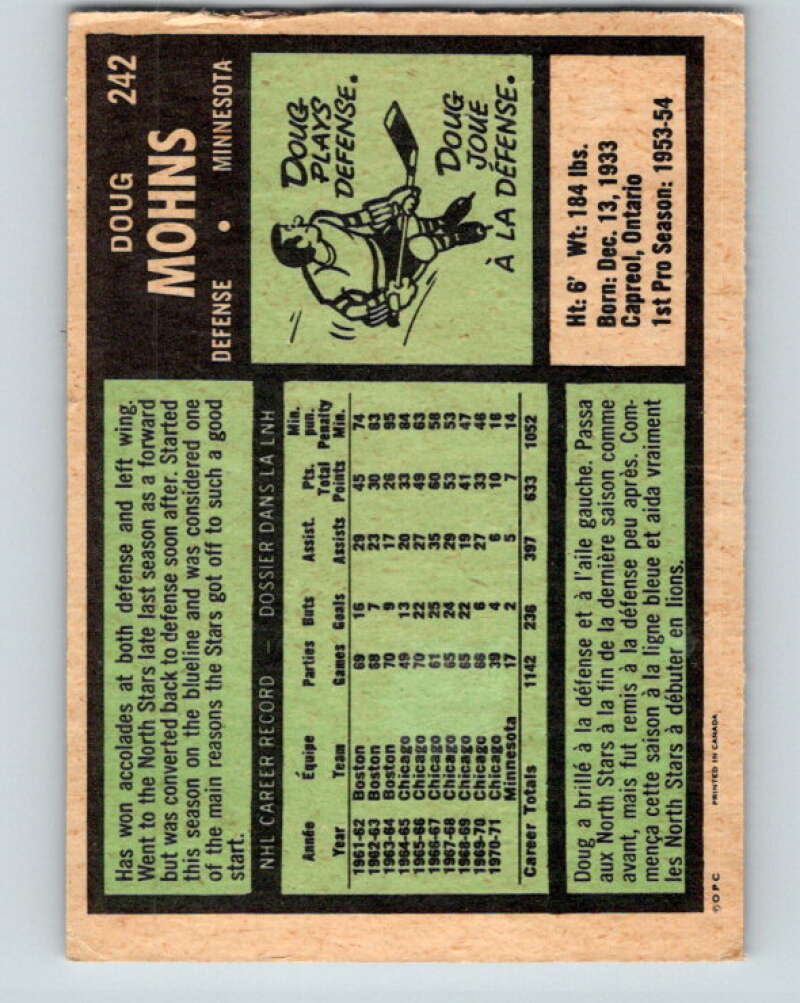 DOUG 242
MOHNS
DEFENSE • MINNESOTA
Has won accolades at both defense and left wing.
Went to the North Stars late last season as a forward
but was converted back to defense soon after. Started
this season on the blueline and was considered one
of the main reasons the Stars got off to such a good
start.
DOUG
PLAYS
DEFENSE.
DOUG
JOUE
À LA DÉFENSE.
NHL CAREER RECORD — DOSSIER DANS LA LNH
Année Équipe Parties Buts Assist. Pts. Min. pun.
Year Team Games Goals Assists Total Points Penalty Min.
1961-62 Boston 69 16 29 45 74
1962-63 Boston 68 7 23 30 63
1963-64 Boston 70 9 17 26 95
1964-65 Chicago 49 13 20 33 84
1965-66 Chicago 70 22 27 49 63
1966-67 Chicago 61 25 35 60 58
1967-68 Chicago 65 24 29 53 53
1968-69 Chicago 65 22 19 41 47
1969-70 Chicago 66 6 27 33 46
1970-71 Chicago 39 4 6 10 16
Minnesota 17 2 5 7 14
Career Totals 1142 236 397 633 1052
Ht: 6' Wt: 184 lbs.
Born: Dec. 13, 1933
Capreol, Ontario
1st Pro Season: 1953-54
Doug a brillé à la défense et à l'aile gauche. Passa
aux North Stars à la fin de la dernière saison comme
avant, mais fut remis à la défense peu après. Com-
mença cette saison à la ligne bleue et aida vraiment
les North Stars à débuter en lions.
©OPC PRINTED IN CANADA